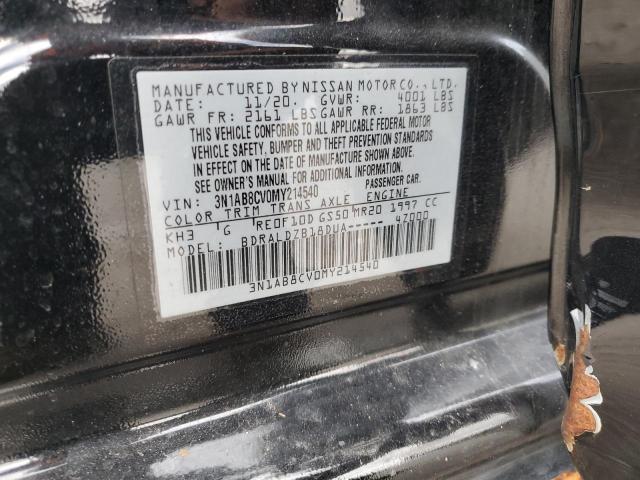 MANUFACTURED BY NISSAN MOTOR CO., LTD.
DATE: 11/20. GVWR: 4001 LBS
GAWR FR: 2161 LBS GAWR RR: 1863 LBS
THIS VEHICLE CONFORMS TO ALL APPLICABLE FEDERAL MOTOR
VEHICLE SAFETY, BUMPER AND THEFT PREVENTION STANDARDS
IN EFFECT ON THE DATE OF MANUFACTURE SHOWN ABOVE.
SEE OWNER'S MANUAL OR 3/95
VIN: 3N1AB8CV0MY214540 PASSENGER CAR.
COLOR TRIM TRANS AXLE ENGINE
KH3 G RE0F10D GS50 MR20 1997 CC
MODEL: BDRALDZB18DUA----- 47000
3N1AB8CV0MY214540